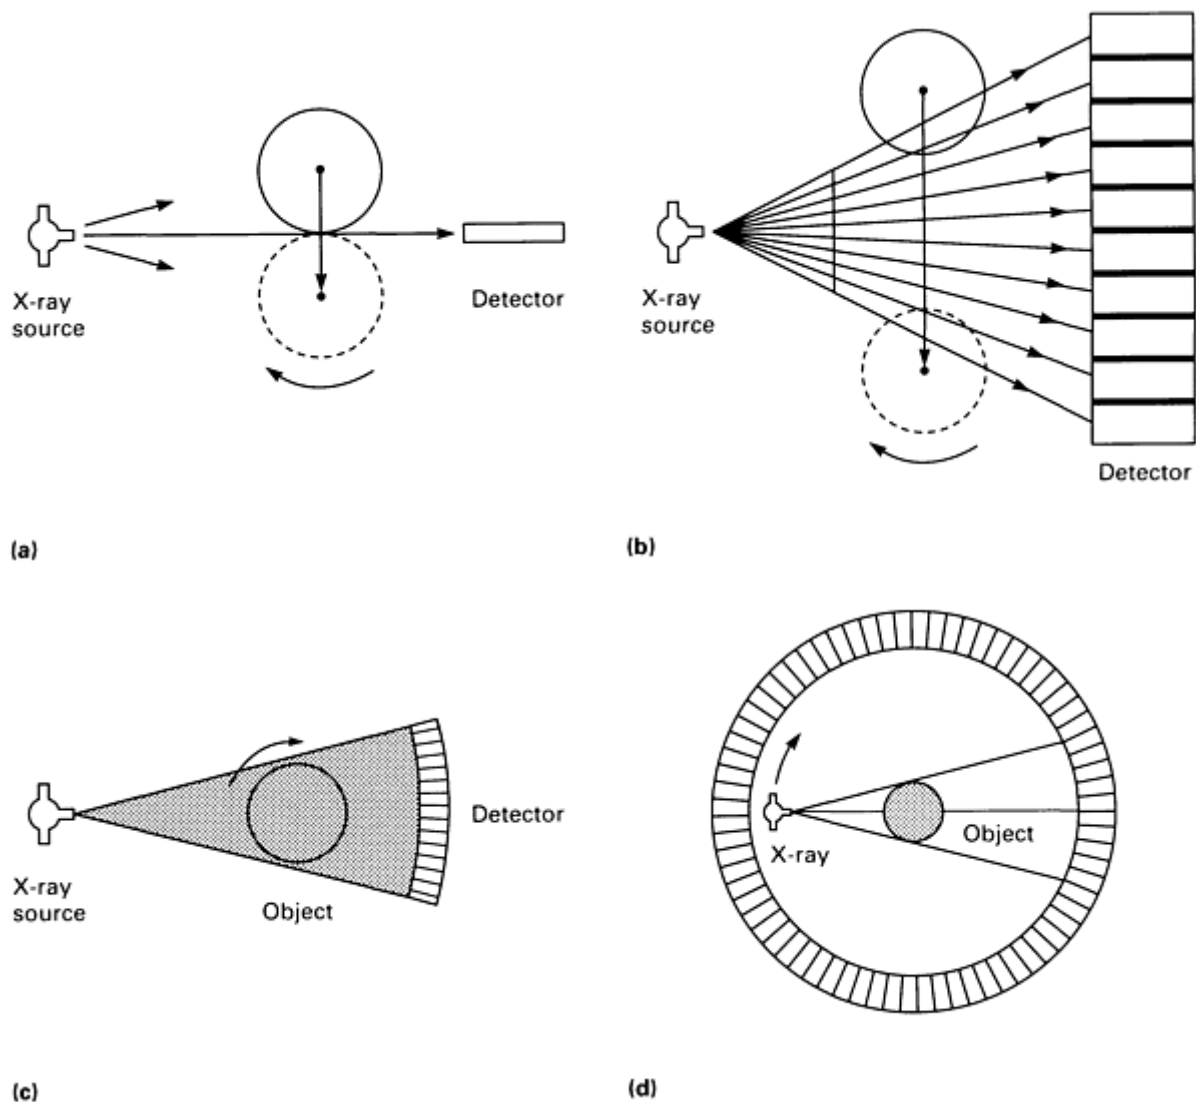 X-ray
source
Detector
(a)
X-ray
source
Detector
(b)
X-ray
source
Object
Detector
(c)
X-ray
Object
(d)